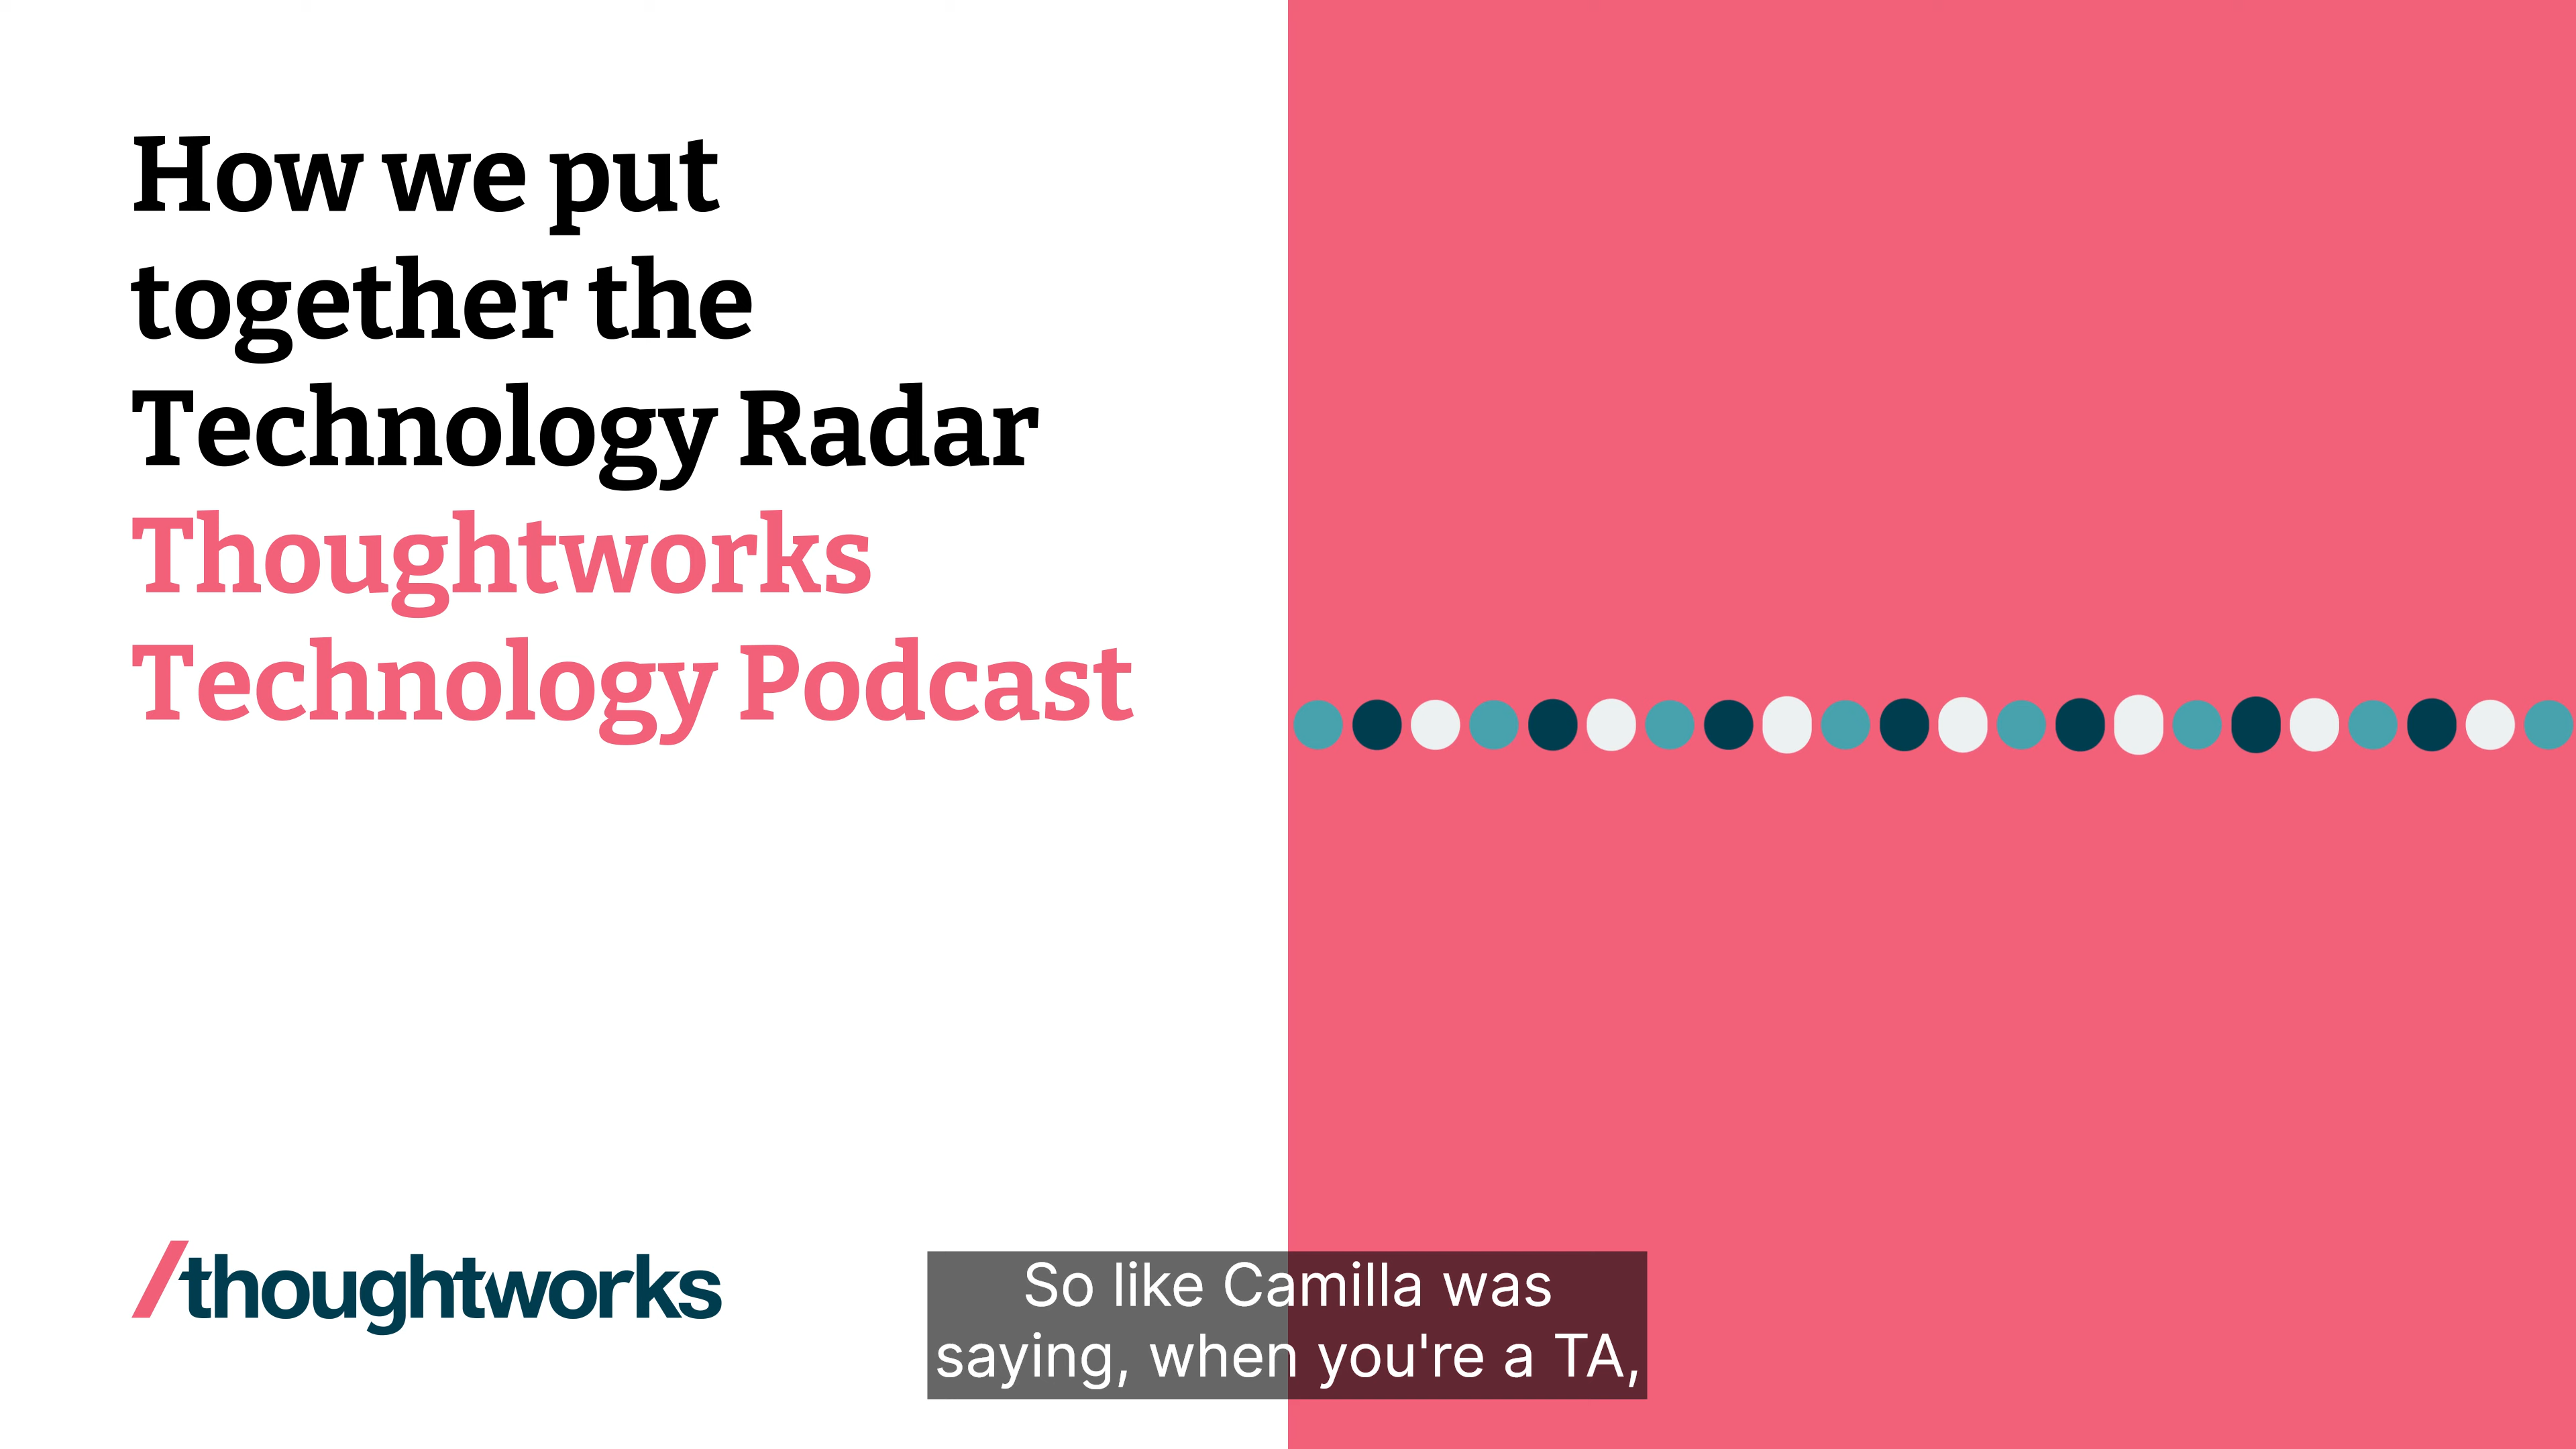 How we put
together the
Technology Radar
Thoughtworks
Technology Podcast
/thoughtworks
So like Camilla was
saying, when you're a TA,